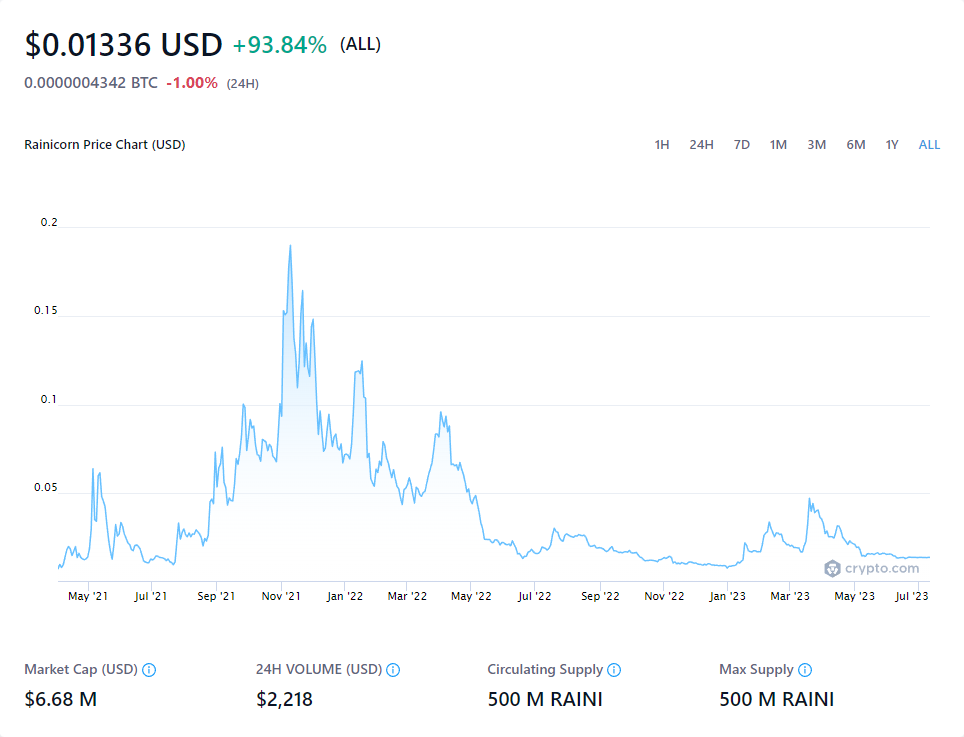 $0.01336 USD +93.84% (ALL)
0.0000004342 BTC -1.00% (24H)
Rainicorn Price Chart (USD) 1H 24H 7D 1M 3M 6M 1Y ALL
0.2
0.15
0.1
0.05
crypto.com
May '21 Jul '21 Sep '21 Nov '21 Jan '22 Mar '22 May '22 Jul '22 Sep '22 Nov '22 Jan '23 Mar '23 May '23 Jul '23
Market Cap (USD) 24H VOLUME (USD) Circulating Supply Max Supply
$6.68 M $2,218 500 M RAINI 500 M RAINI